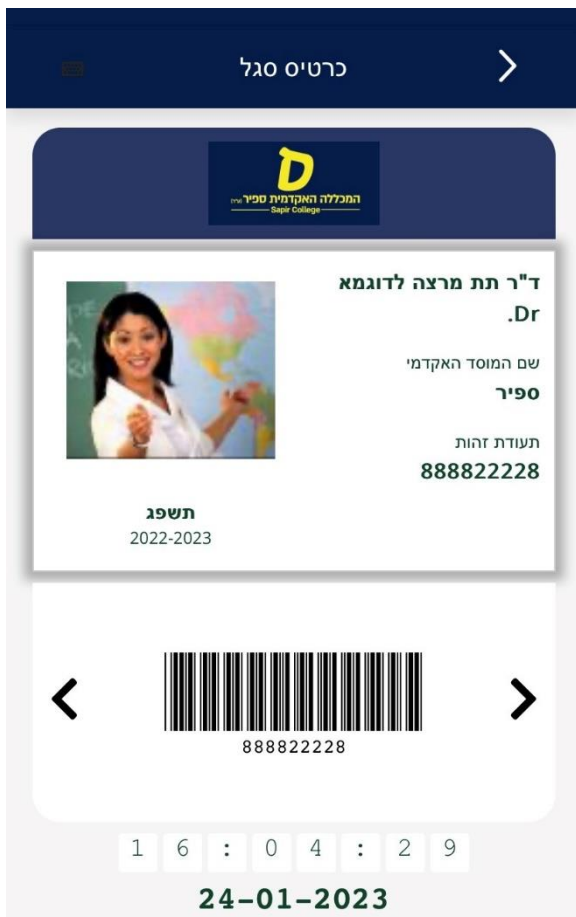 כרטיס סגל
ס
המכללה האקדמית ספיר
Sapir College
ד"ר תת מרצה לדוגמא
Dr.
שם המוסד האקדמי
ספיר
תעודת זהות
888822228
תשפג
2022-2023
888822228
16:04:29
24-01-2023